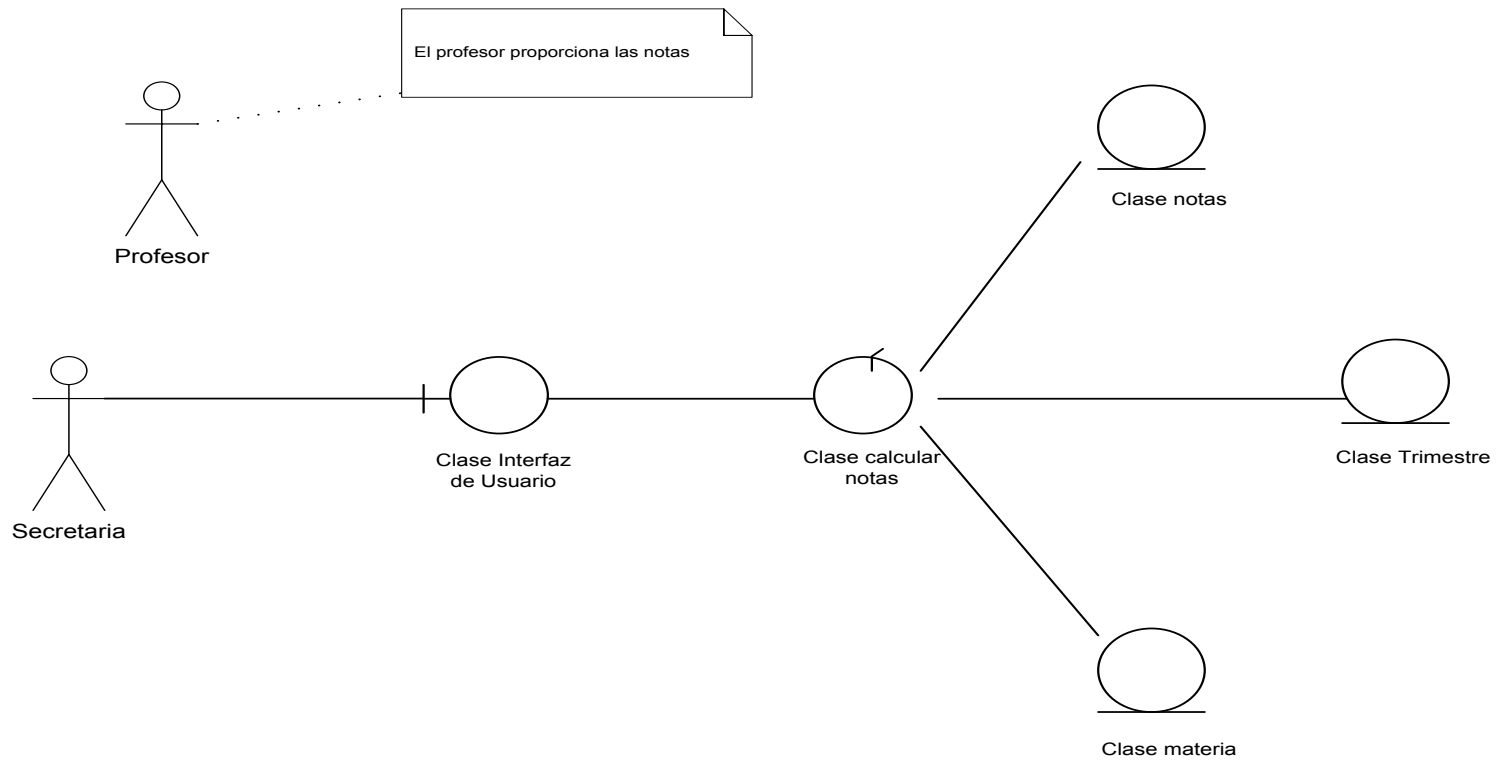 El profesor proporciona las notas
Profesor
Clase notas
Secretaria
Clase Interfaz
de Usuario
Clase calcular
notas
Clase Trimestre
Clase materia